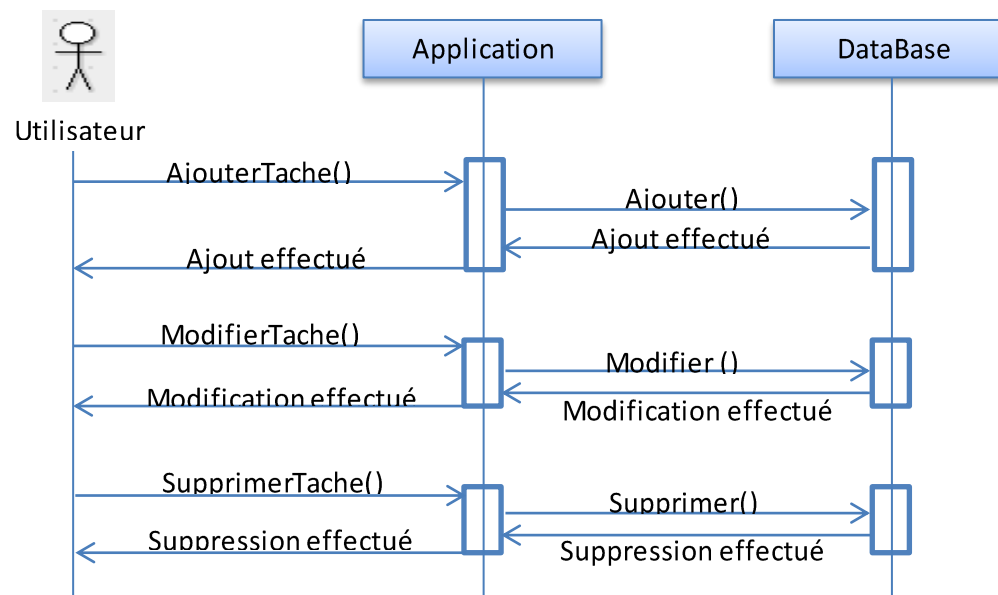 Application
DataBase
Utilisateur
AjouterTache()
Ajouter()
Ajout effectué
Ajout effectué
ModifierTache()
Modifier ()
Modification effectué
Modification effectué
SupprimerTache()
Supprimer()
Suppression effectué
Suppression effectué